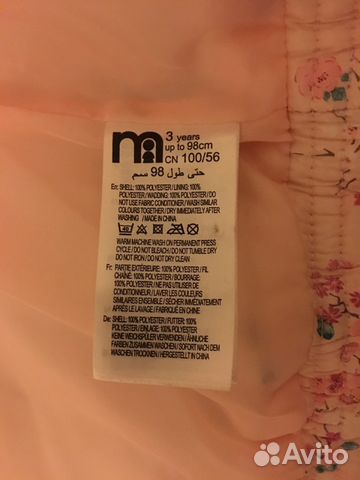 m
3 years
up to 98cm
CN 100/56
حتى طول 98 سم
En: SHELL: 100% POLYESTER / LINING: 100%
POLYESTER / WADDING: 100% POLYESTER / DO
NOT USE FABRIC CONDITIONER / WASH SIMILAR
COLOURS TOGETHER / DRY IMMEDIATELY AFTER
WASHING / MADE IN CHINA
WARM MACHINE WASH ON PERMANENT PRESS
CYCLE / DO NOT BLEACH / DO NOT TUMBLE DRY
DO NOT IRON / DO NOT DRY CLEAN
Fr: PARTIE EXTÉRIEURE: 100% POLYESTER / FIL
CHAÎNE: 100% POLYESTER / BOURRAGE:
100% POLYESTER / NE PAS UTILISER DE
CONDITIONNEUR / LAVER LES COULEURS
SIMILAIRES ENSEMBLE / SÉCHER TOUT DE SUITE
APRÈS LAVAGE / FABRIQUÉ EN CHINE
De: SHELL: 100% POLYESTER / FUTTER: 100%
POLYESTER / EINLAGE: 100% POLYESTER
KEINE WEICHSPÜLER VERWENDEN / ÄHNLICHE
FARBEN ZUSAMMEN WASCHEN / NACH DEM
WASCHEN TROCKNEN / HERGESTELLT IN CHINA
Avito